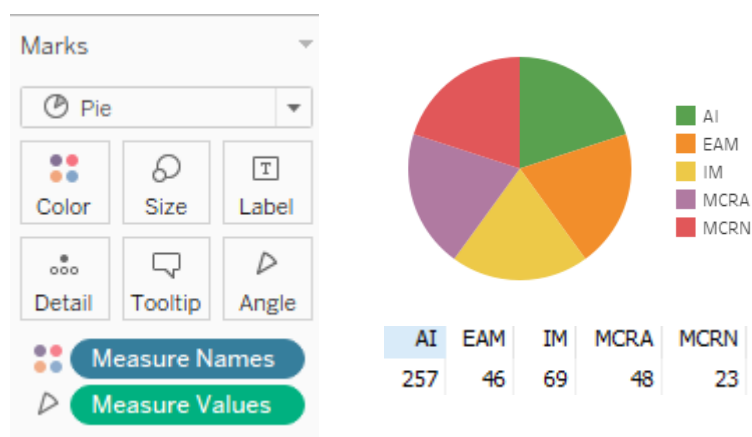 Marks
Pie
Color Size Label
Detail Tooltip Angle
Measure Names
Measure Values
AI
EAM
IM
MCRA
MCRN
AI EAM IM MCRA MCRN
257 46 69 48 23